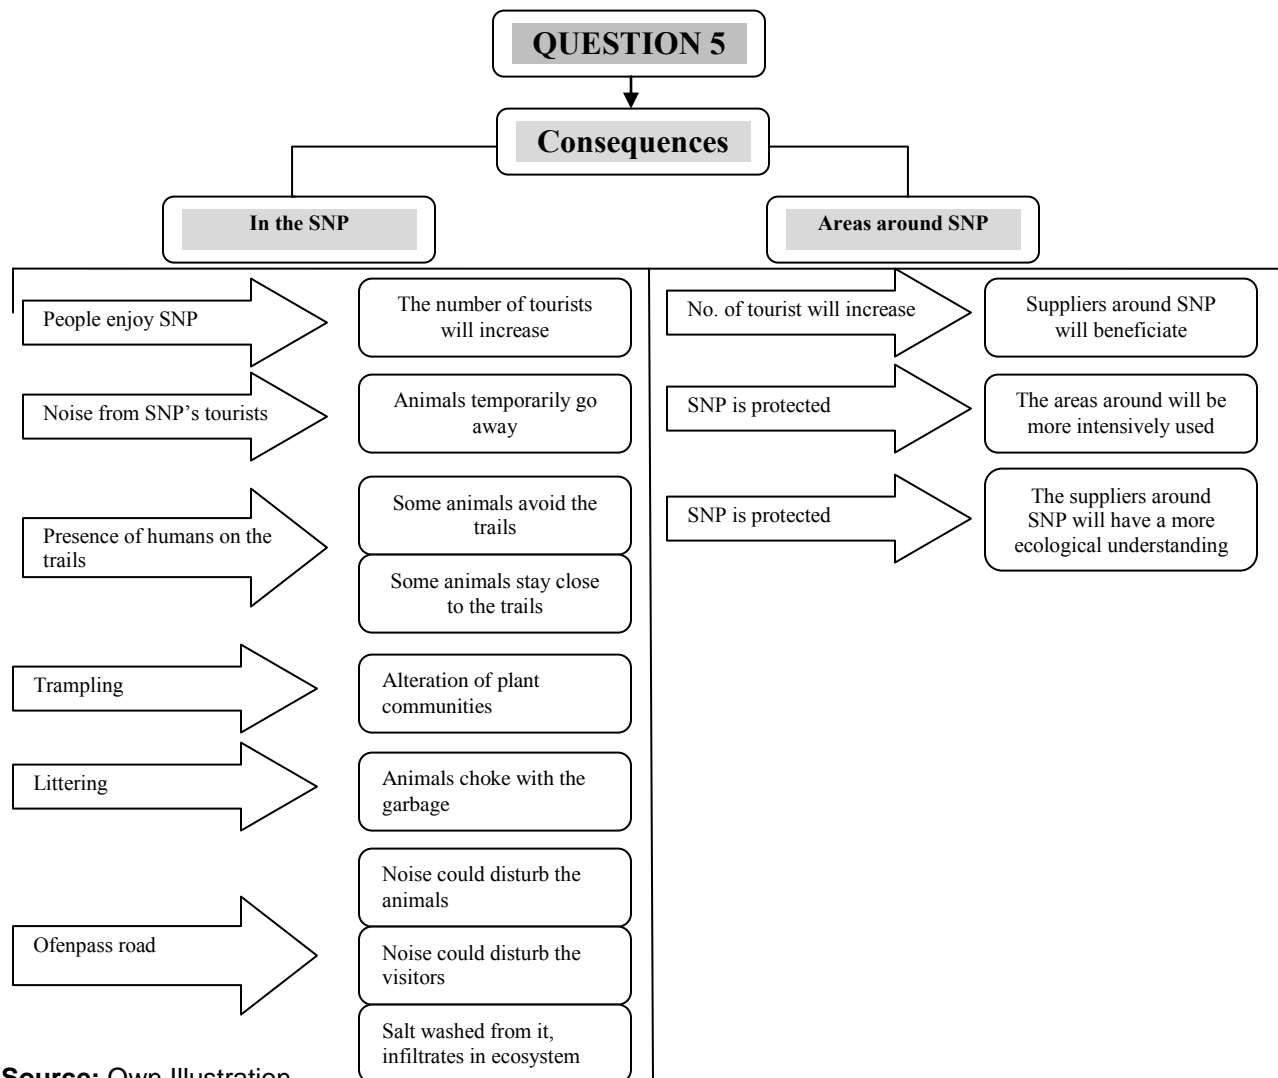 QUESTION 5
Consequences
In the SNP
Areas around SNP
People enjoy SNP
The number of tourists
will increase
Noise from SNP's tourists
Animals temporarily go
away
Presence of humans on the
trails
Some animals avoid the
trails
Some animals stay close
to the trails
Trampling
Alteration of plant
communities
Littering
Animals choke with the
garbage
Ofenpass road
Noise could disturb the
animals
Noise could disturb the
visitors
Salt washed from it,
infiltrates in ecosystem
No. of tourist will increase
Suppliers around SNP
will beneficiate
SNP is protected
The areas around will be
more intensively used
SNP is protected
The suppliers around
SNP will have a more
ecological understanding
Source: Own Illustration